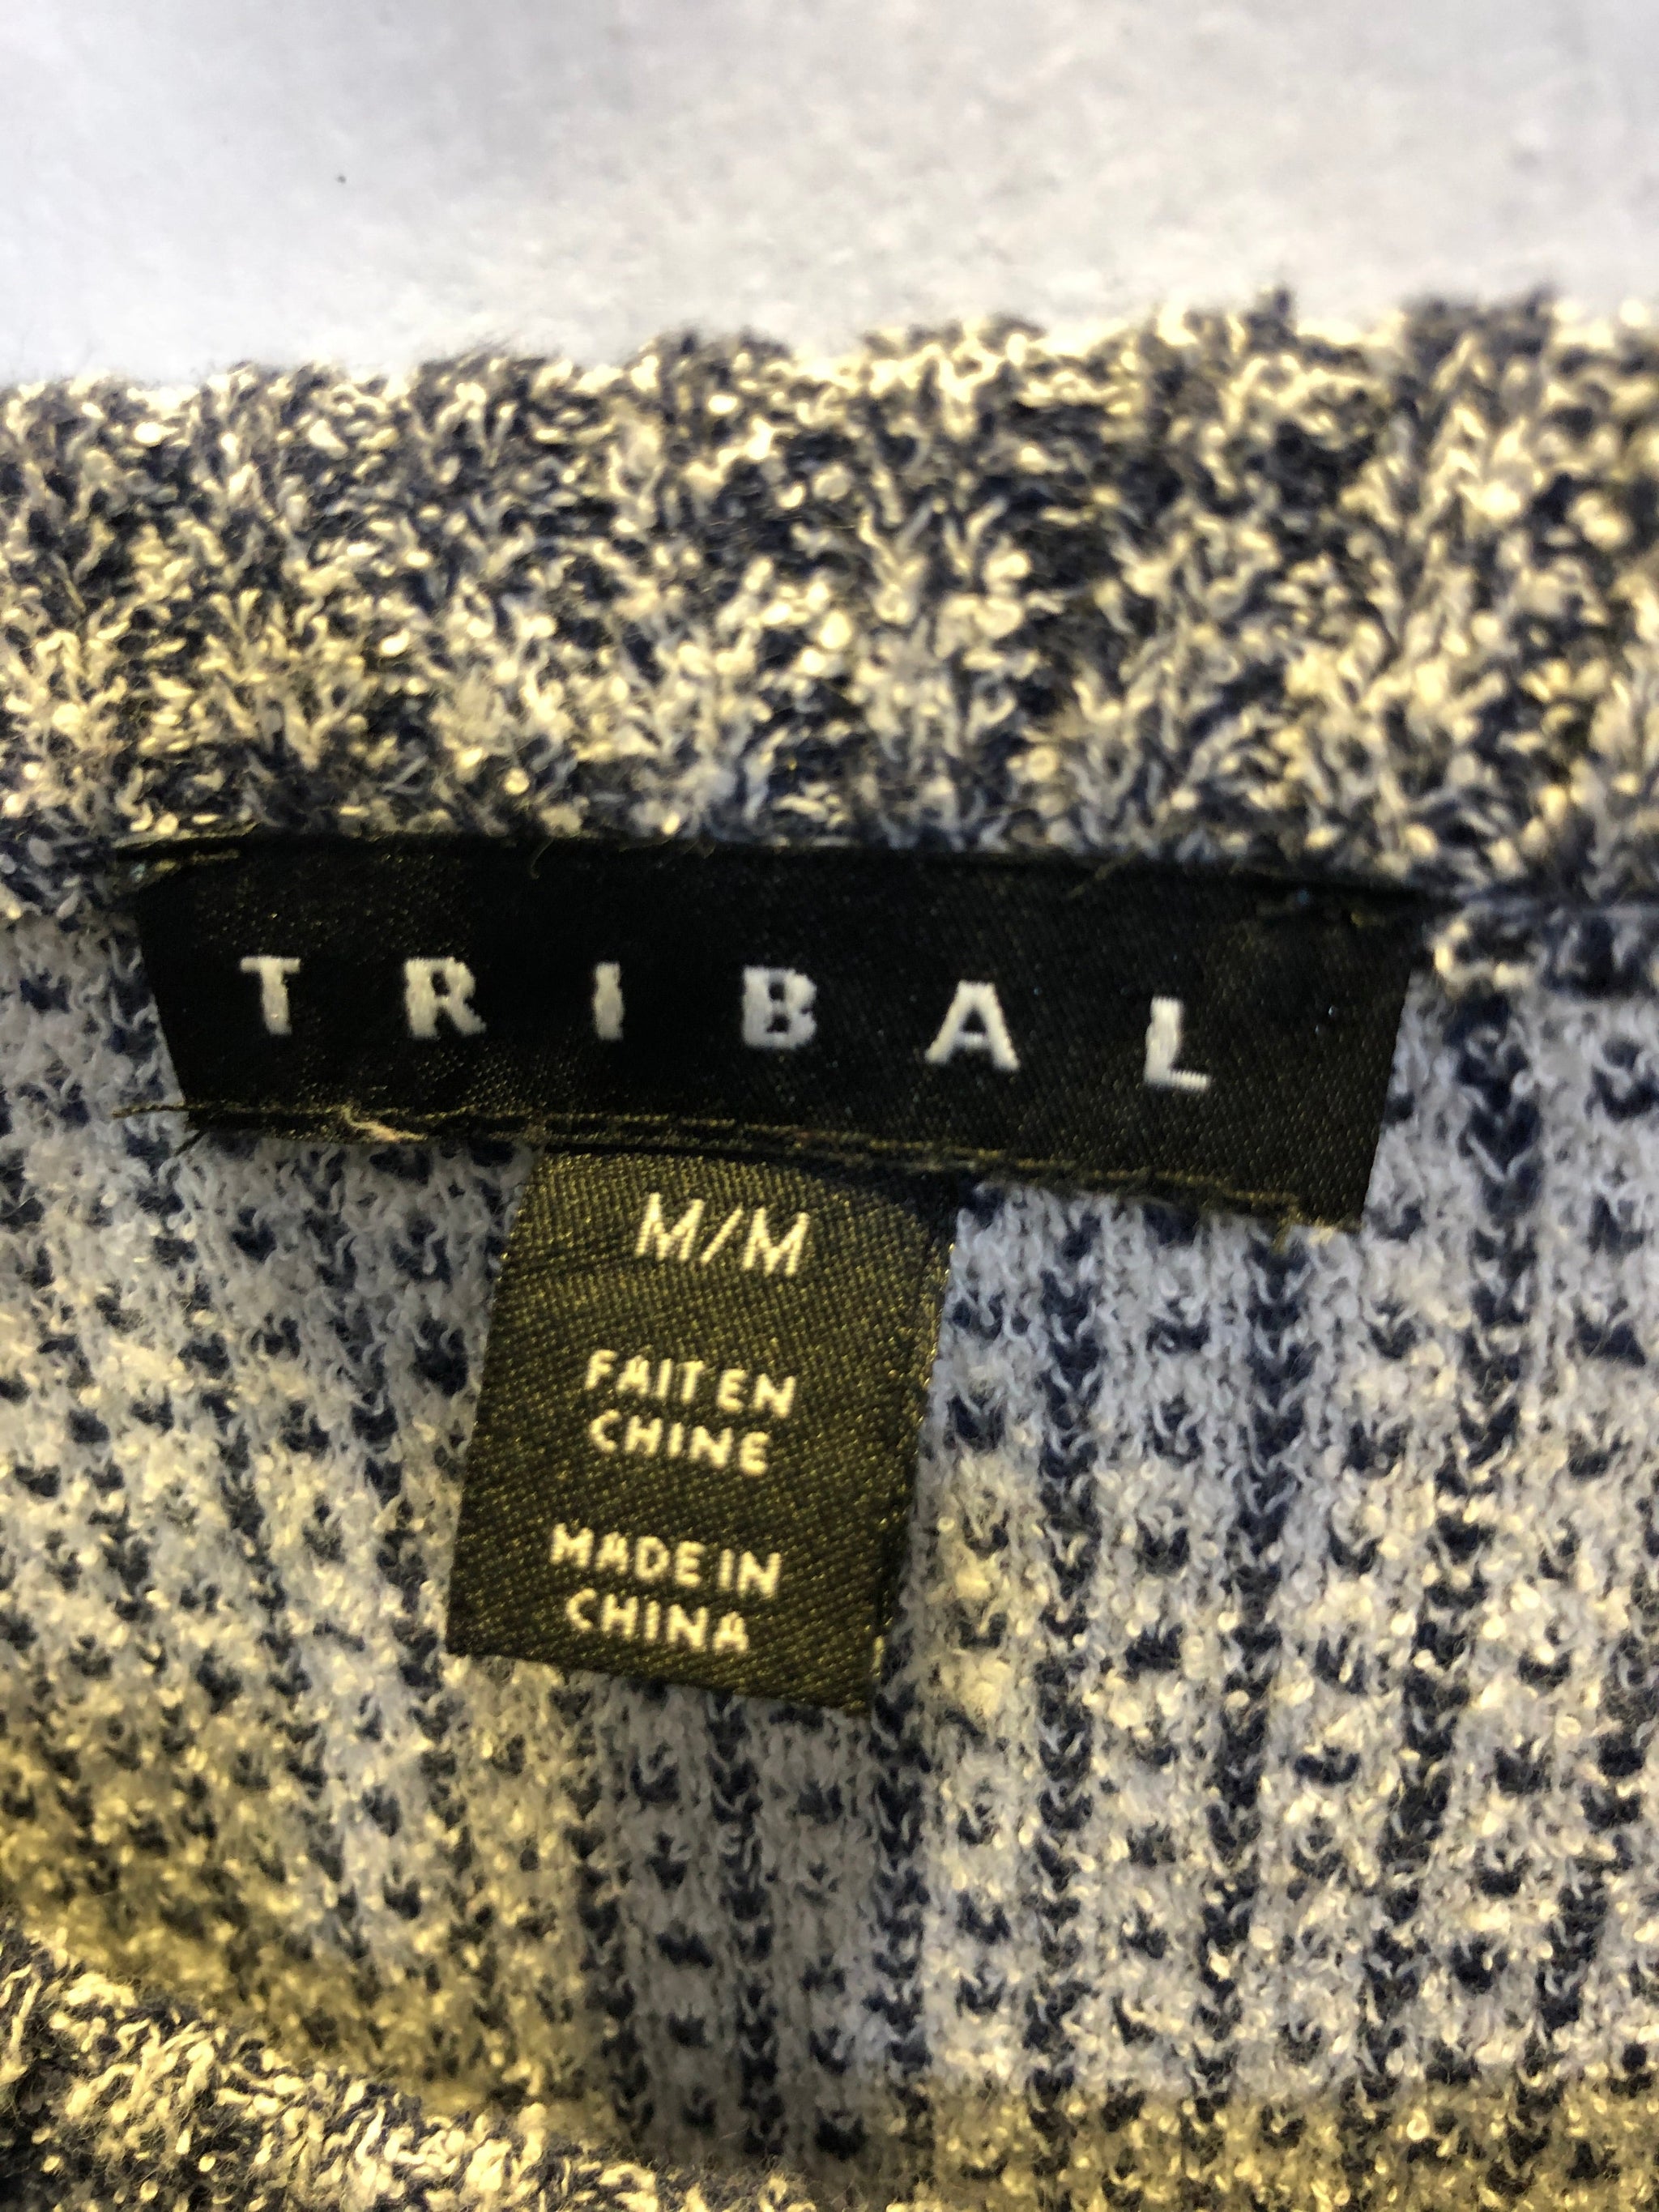 TRIBAL
M/M
FAIT EN
CHINE
MADE IN
CHINA